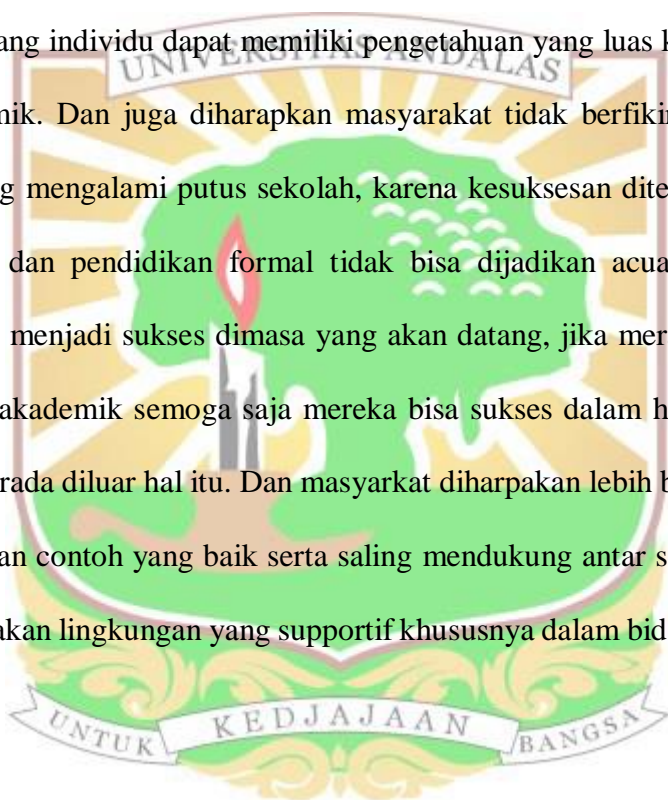 ang individu dapat memiliki pengetahuan yang luas k
UNIVERSITAS ANDALAS
mik. Dan juga diharapkan masyarakat tidak berfikir
g mengalami putus sekolah, karena kesuksesan dite
dan pendidikan formal tidak bisa dijadikan acua
menjadi sukses dimasa yang akan datang, jika mer
akademik semoga saja mereka bisa sukses dalam h
rada diluar hal itu. Dan masyarkat diharpakan lebih b
an contoh yang baik serta saling mendukung antar s
akan lingkungan yang supportif khususnya dalam bid
UNTUK KEDJAJAAN BANGSA